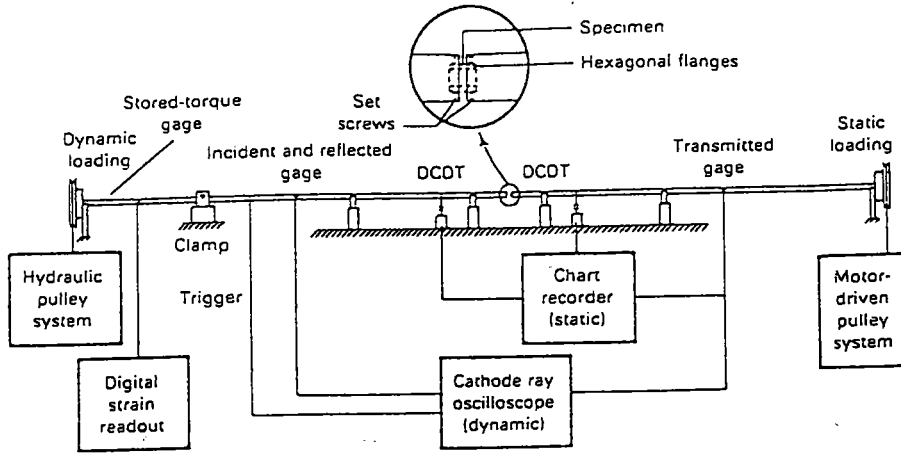 Specimen
Hexagonal flanges
Set
screws
Stored-torque
gage
Dynamic
loading
Incident and reflected
gage
DCDT
DCDT
Transmitted
gage
Static
loading
Clamp
Trigger
Hydraulic
pulley
system
Digital
strain
readout
Chart
recorder
(static)
Cathode ray
oscilloscope
(dynamic)
Motor-
driven
pulley
system